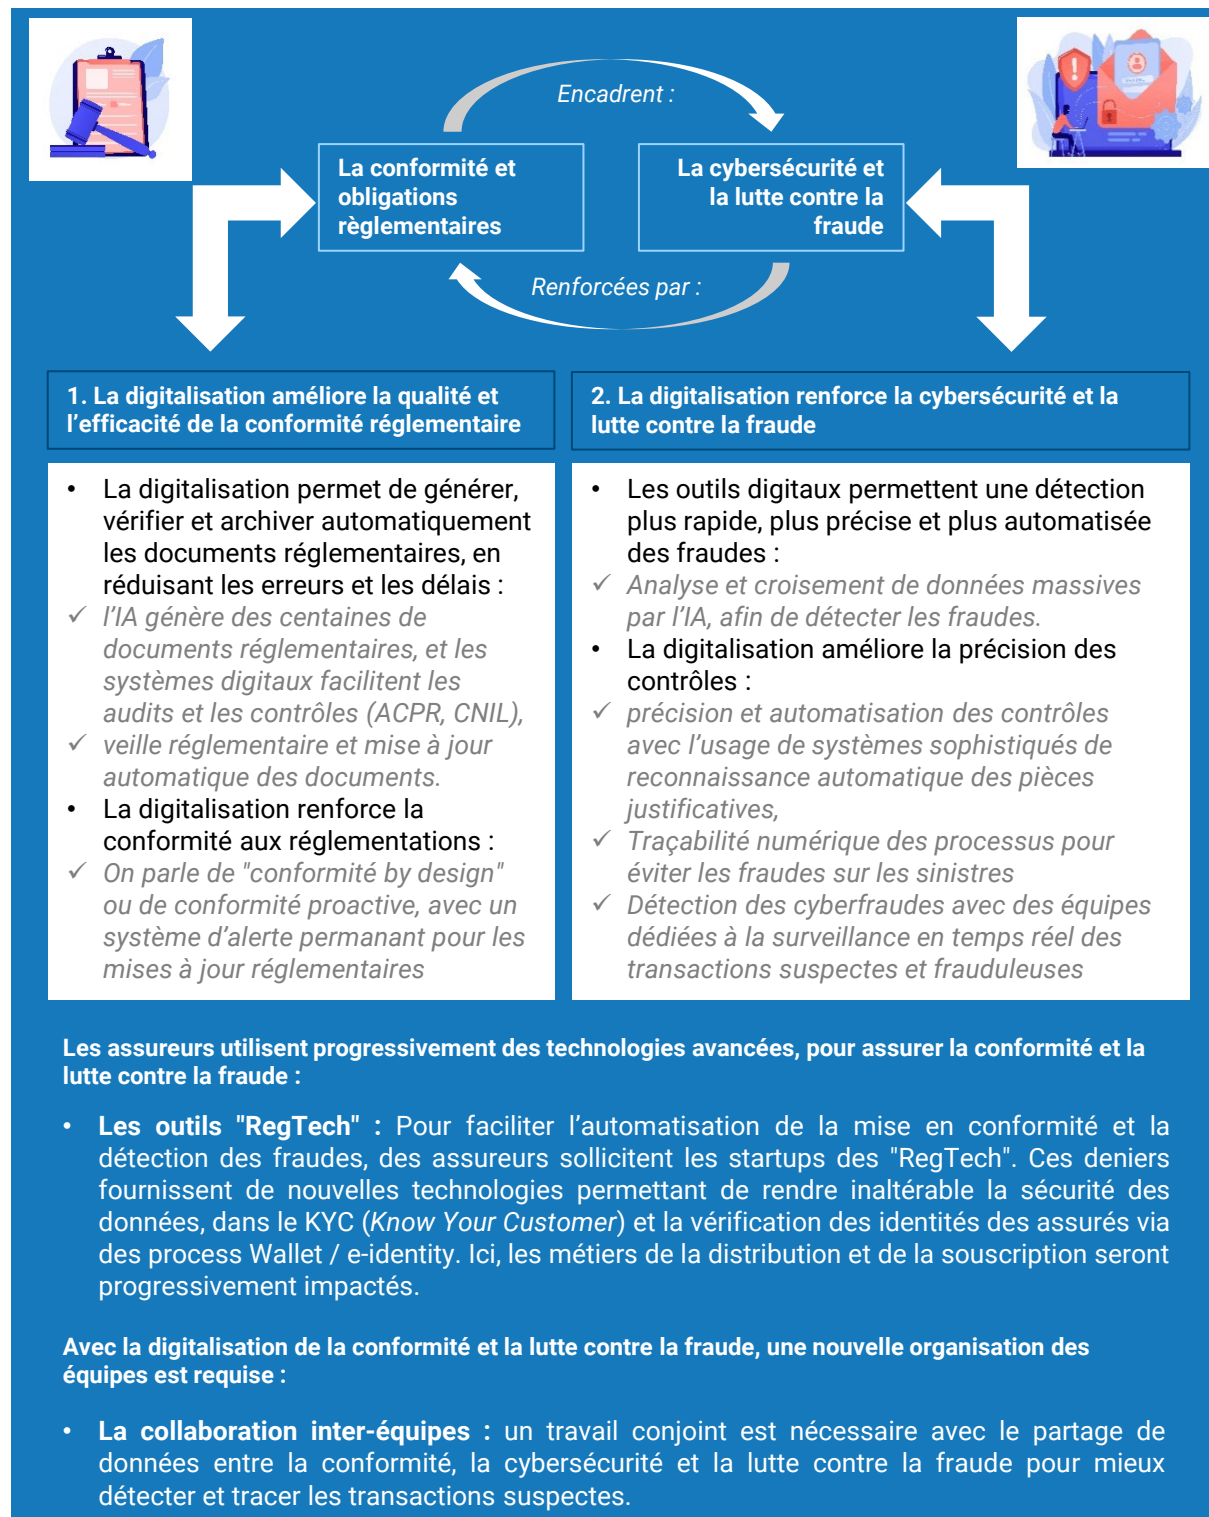 Encadrent :
La conformité et
obligations
règlementaires
La cybersécurité et
la lutte contre la
fraude
Renforcées par :
1. La digitalisation améliore la qualité et
l’efficacité de la conformité réglementaire
• La digitalisation permet de générer,
vérifier et archiver automatiquement
les documents réglementaires, en
réduisant les erreurs et les délais :
✓ l’IA génère des centaines de
documents réglementaires, et les
systèmes digitaux facilitent les
audits et les contrôles (ACPR, CNIL),
✓ veille réglementaire et mise à jour
automatique des documents.
• La digitalisation renforce la
conformité aux réglementations :
✓ On parle de "conformité by design"
ou de conformité proactive, avec un
système d’alerte permanant pour les
mises à jour réglementaires
2. La digitalisation renforce la cybersécurité et la
lutte contre la fraude
• Les outils digitaux permettent une détection
plus rapide, plus précise et plus automatisée
des fraudes :
✓ Analyse et croisement de données massives
par l’IA, afin de détecter les fraudes.
• La digitalisation améliore la précision des
contrôles :
✓ précision et automatisation des contrôles
avec l’usage de systèmes sophistiqués de
reconnaissance automatique des pièces
justificatives,
✓ Traçabilité numérique des processus pour
éviter les fraudes sur les sinistres
✓ Détection des cyberfraudes avec des équipes
dédiées à la surveillance en temps réel des
transactions suspectes et frauduleuses
Les assureurs utilisent progressivement des technologies avancées, pour assurer la conformité et la
lutte contre la fraude :
• Les outils "RegTech" : Pour faciliter l’automatisation de la mise en conformité et la
détection des fraudes, des assureurs sollicitent les startups des "RegTech". Ces deniers
fournissent de nouvelles technologies permettant de rendre inaltérable la sécurité des
données, dans le KYC (Know Your Customer) et la vérification des identités des assurés via
des process Wallet / e-identity. Ici, les métiers de la distribution et de la souscription seront
progressivement impactés.
Avec la digitalisation de la conformité et la lutte contre la fraude, une nouvelle organisation des
équipes est requise :
• La collaboration inter-équipes : un travail conjoint est nécessaire avec le partage de
données entre la conformité, la cybersécurité et la lutte contre la fraude pour mieux
détecter et tracer les transactions suspectes.